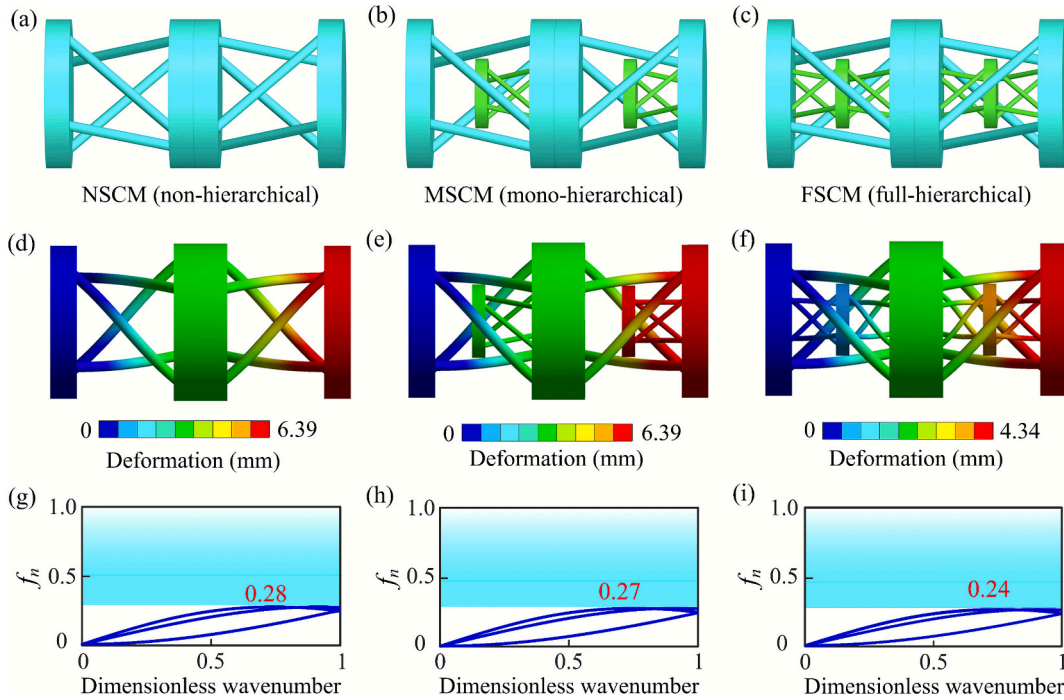 (a)
(b)
(c)
NSCM (non-hierarchical)
MSCM (mono-hierarchical)
FSCM (full-hierarchical)
(d)
(e)
(f)
0 6.39
Deformation (mm)
0 6.39
Deformation (mm)
0 4.34
Deformation (mm)
(g)
1.0
0.5
0
fn
0.28
0 0.5 1
Dimensionless wavenumber
(h)
1.0
0.5
0
fn
0.27
0 0.5 1
Dimensionless wavenumber
(i)
1.0
0.5
0
fn
0.24
0 0.5 1
Dimensionless wavenumber